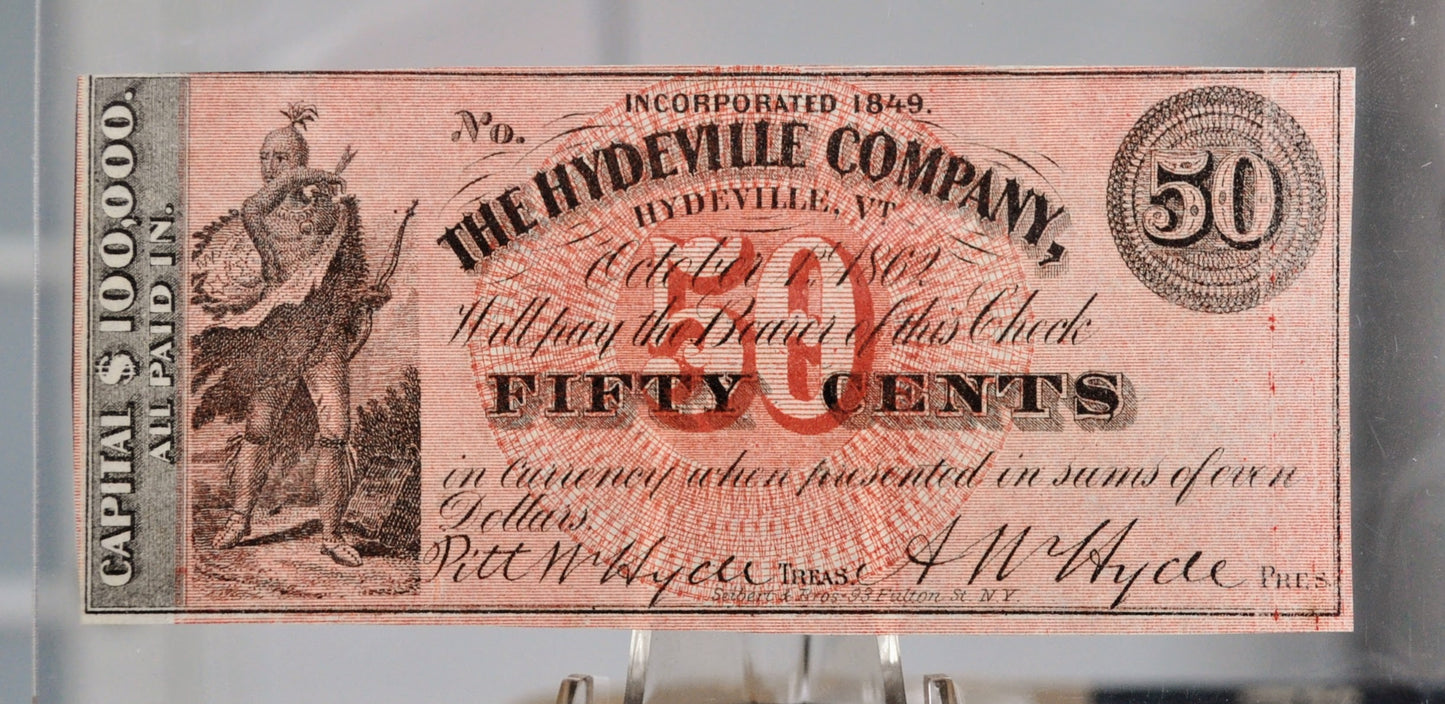 CAPITAL $ 100,000.
ALL PAID IN.
No.
INCORPORATED 1849.
THE HYDEVILLE COMPANY,
HYDEVILLE, VT
50
50
October 1st 1862
Will pay the Bearer of this Check
FIFTY CENTS
in currency when presented in sums of even
Dollars.
Pitt W Hyde TREAS.
A W Hyde PRES.
Seibert & Bros. 93 Fulton St. N.Y.